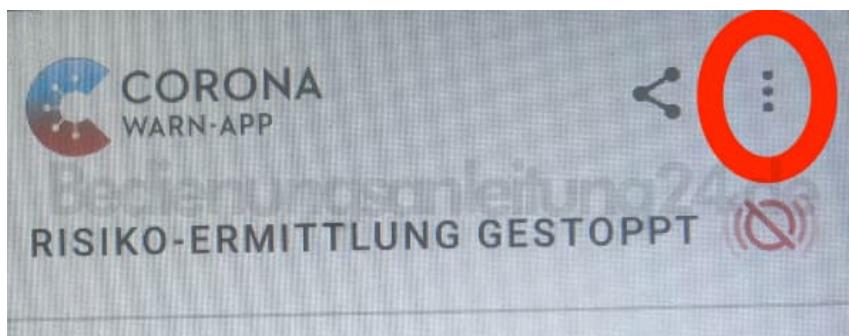 CORONA
WARN-APP
Bedienungsanleitung24.de
RISIKO-ERMITTLUNG GESTOPPT